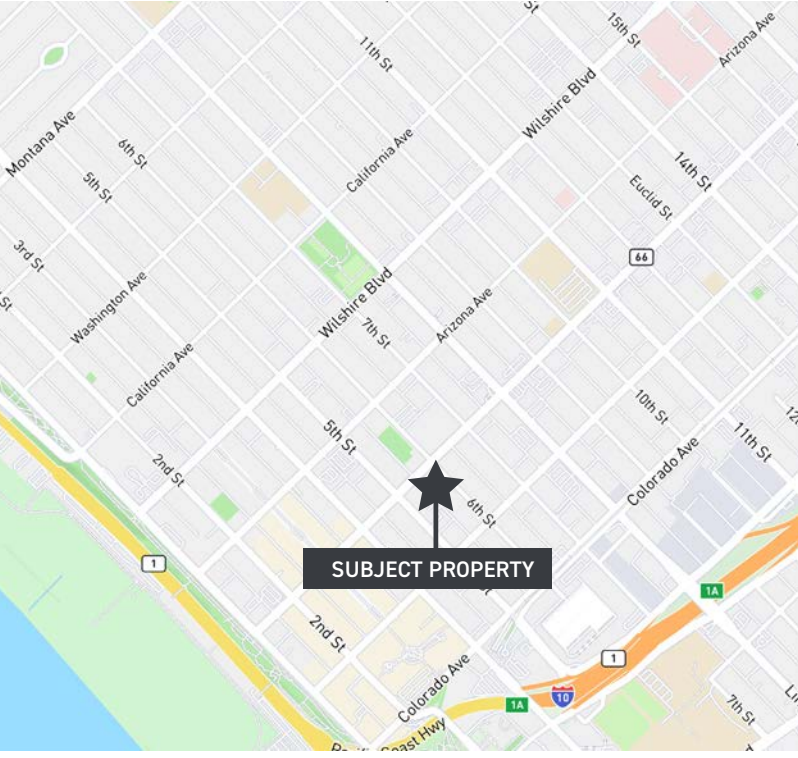 St
15th St
Arizona Ave
11th St
Wilshire Blvd
Montana Ave
6th St
California Ave
14th St
5th St
Euclid St
3rd St
66
St
Washington Ave
Wilshire Blvd
Arizona Ave
7th St
California Ave
10th St
5th St
11th St
2nd St
Colorado Ave
6th St
1
SUBJECT PROPERTY
1A
2nd St
1
Colorado Ave
10
1A
7th St
Coast Hwy